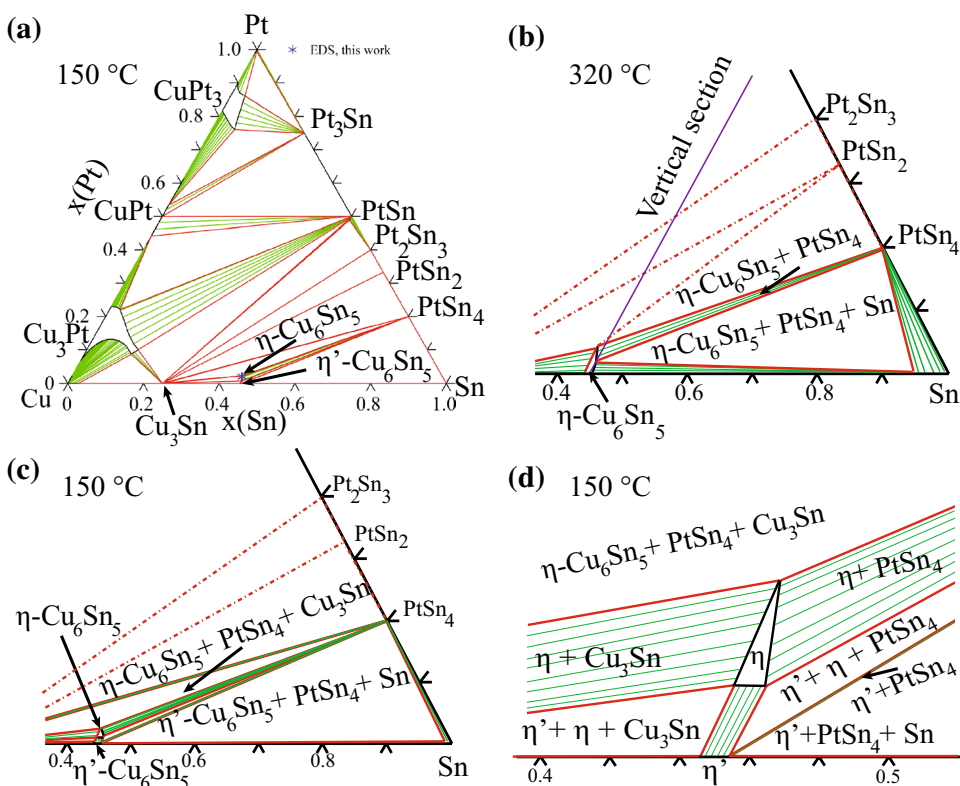 (a)
Pt
1.0
* EDS, this work
150 °C
CuPt3
0.8
Pt3Sn
x(Pt)
0.6
CuPt
PtSn
0.4
Pt2Sn3
PtSn2
0.2
Cu3Pt
η-Cu6Sn5
PtSn4
η’-Cu6Sn5
0
Cu
0 0.2 0.4 0.6 0.8 1.0
Sn
Cu3Sn
x(Sn)
(b)
320 °C
Vertical section
Pt2Sn3
PtSn2
PtSn4
η-Cu6Sn5+ PtSn4
η-Cu6Sn5+ PtSn4+ Sn
0.4 0.8
Sn
η-Cu6Sn5
(c)
150 °C
Pt2Sn3
PtSn2
PtSn4
η-Cu6Sn5
η-Cu6Sn5+ PtSn4+ Cu3Sn
η’-Cu6Sn5+ PtSn4+ Sn
0.4 0.6 0.8
Sn
η’-Cu6Sn5
(d)
150 °C
η-Cu6Sn5+ PtSn4+ Cu3Sn
η+ PtSn4
η + Cu3Sn
η
η’+ η + PtSn4
η’+PtSn4
η’+ η + Cu3Sn
η’+PtSn4+ Sn
0.4 0.5
η’